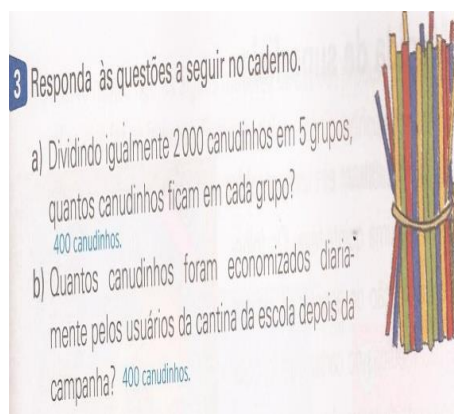 3 Responda às questões a seguir no caderno.
a) Dividindo igualmente 2 000 canudinhos em 5 grupos,
quantos canudinhos ficam em cada grupo?
400 canudinhos.
b) Quantos canudinhos foram economizados diaria-
mente pelos usuários da cantina da escola depois da
campanha? 400 canudinhos.